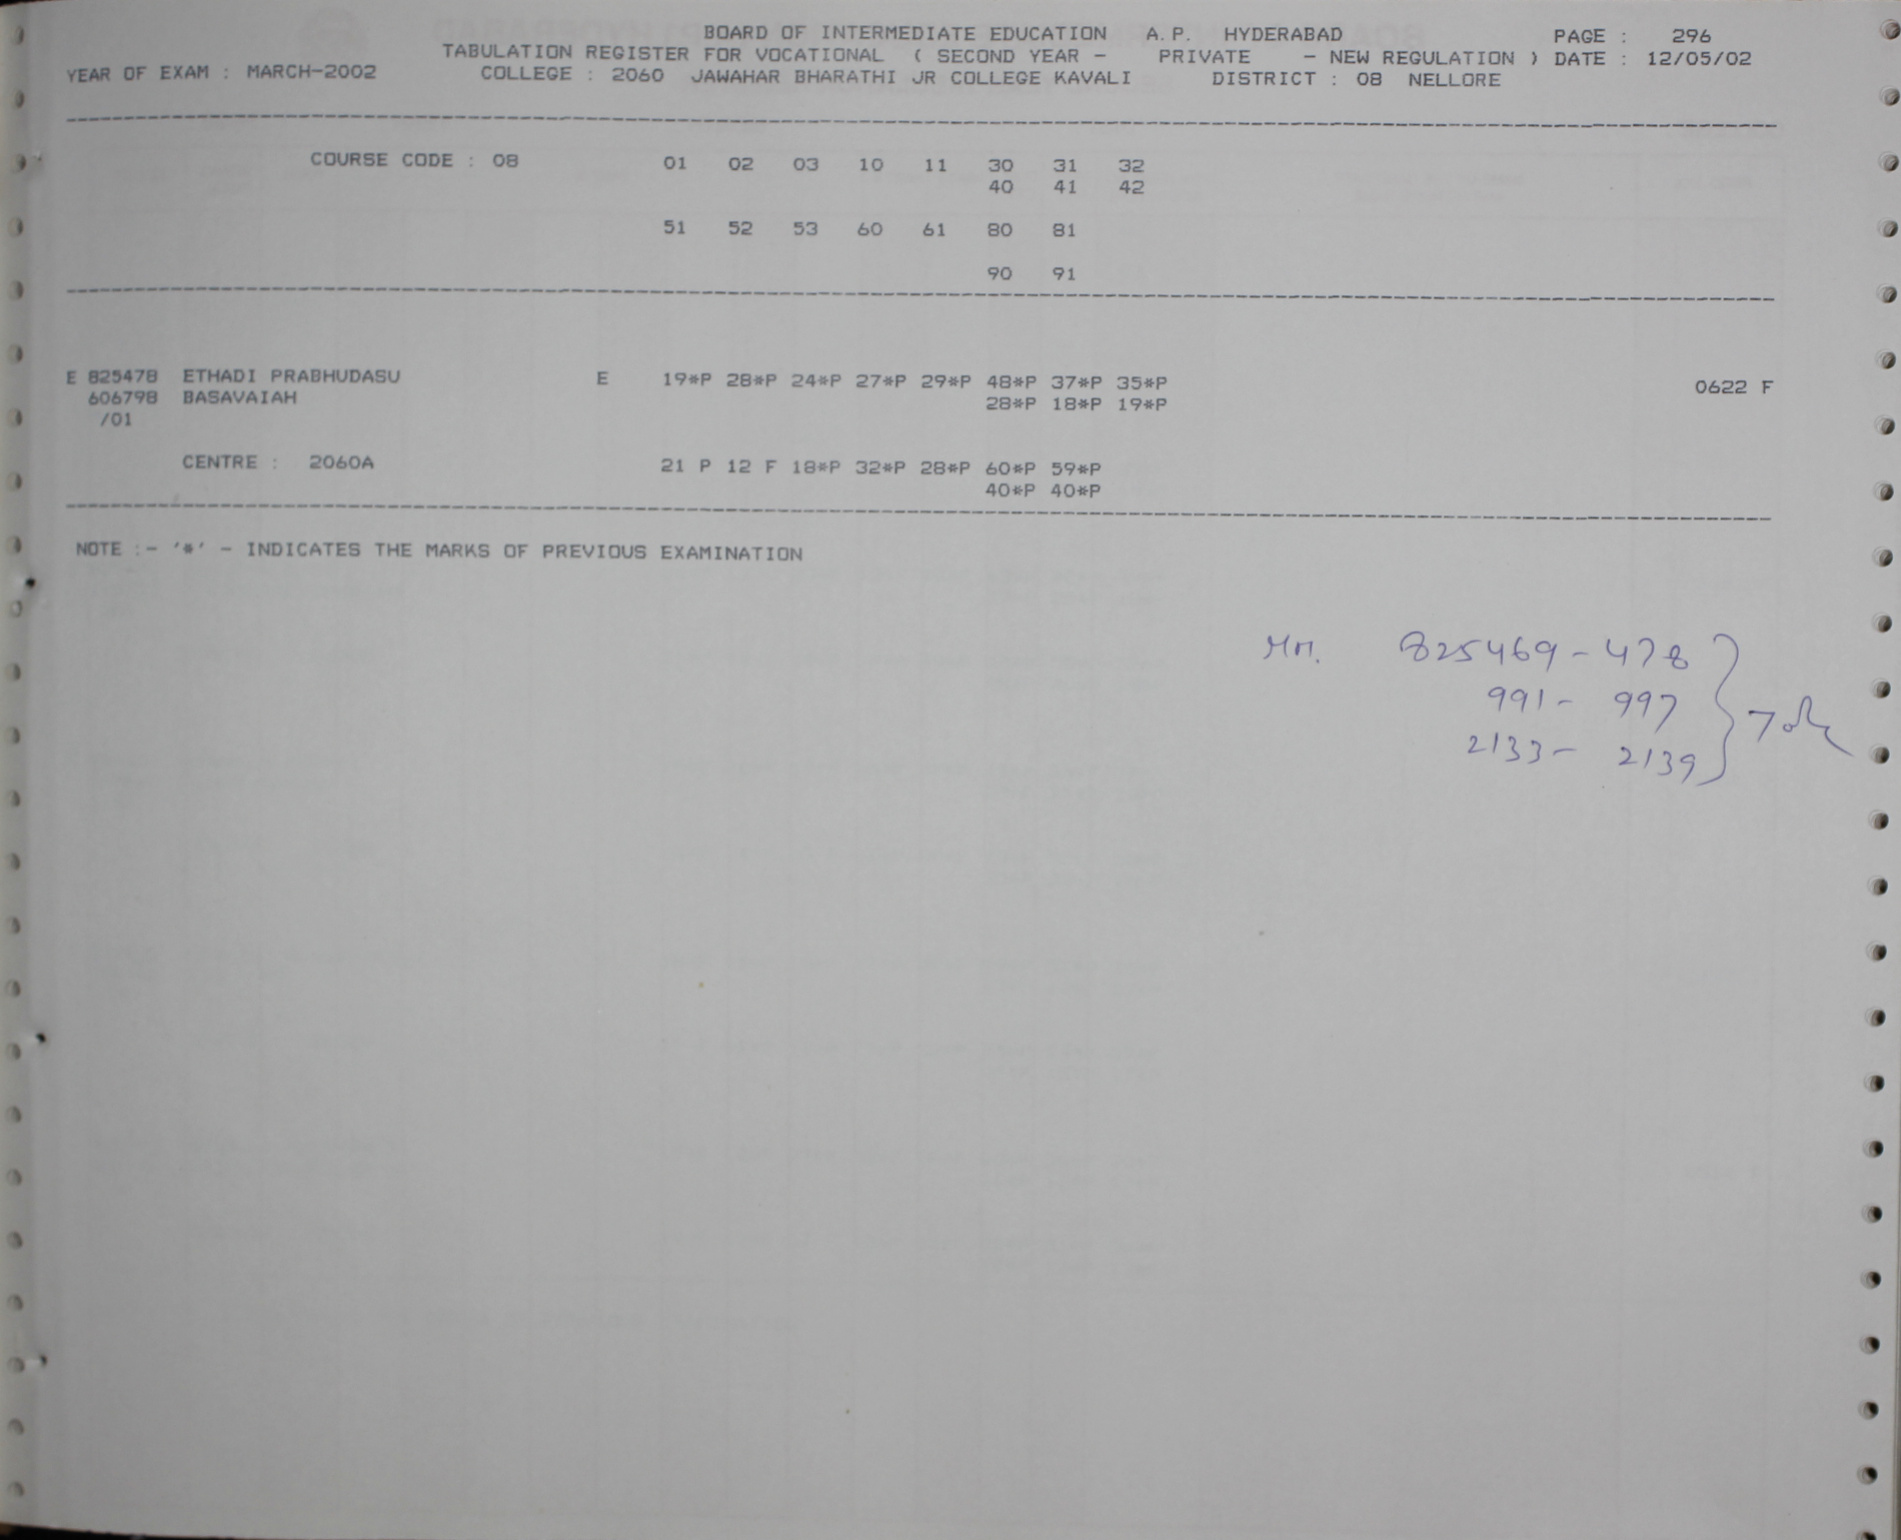 BOARD OF INTERMEDIATE EDUCATION A.P. HYDERABAD PAGE : 296
TABULATION REGISTER FOR VOCATIONAL ( SECOND YEAR - PRIVATE - NEW REGULATION ) DATE : 12/05/02
YEAR OF EXAM : MARCH-2002 COLLEGE : 2060 JAWAHAR BHARATHI JR COLLEGE KAVALI DISTRICT : 08 NELLORE
COURSE CODE : 08 01 02 03 10 11 30 31 32
40 41 42
51 52 53 60 61 80 81
90 91
E 825478 ETHADI PRABHUDASU E 19*P 28*P 24*P 27*P 29*P 48*P 37*P 35*P 0622 F
606798 BASAVAIAH 28*P 18*P 19*P
/01
CENTRE : 2060A 21 P 12 F 18*P 32*P 28*P 60*P 59*P
40*P 40*P
NOTE :- '*' - INDICATES THE MARKS OF PREVIOUS EXAMINATION
825469-478
991- 997
2133- 2139